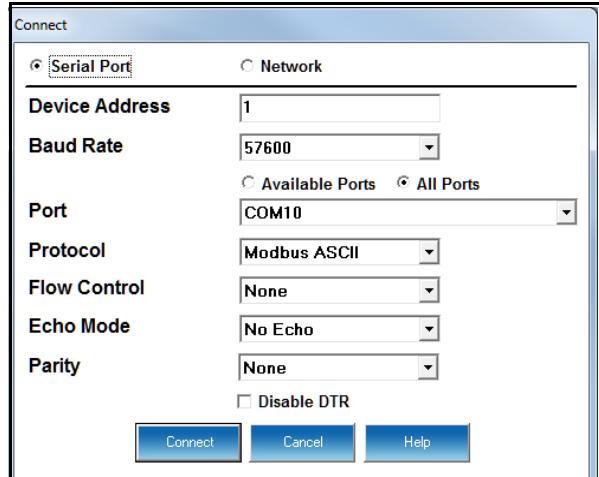 Connect
Serial Port Network
Device Address 1
Baud Rate 57600
Available Ports All Ports
Port COM10
Protocol Modbus ASCII
Flow Control None
Echo Mode No Echo
Parity None
Disable DTR
Connect Cancel Help